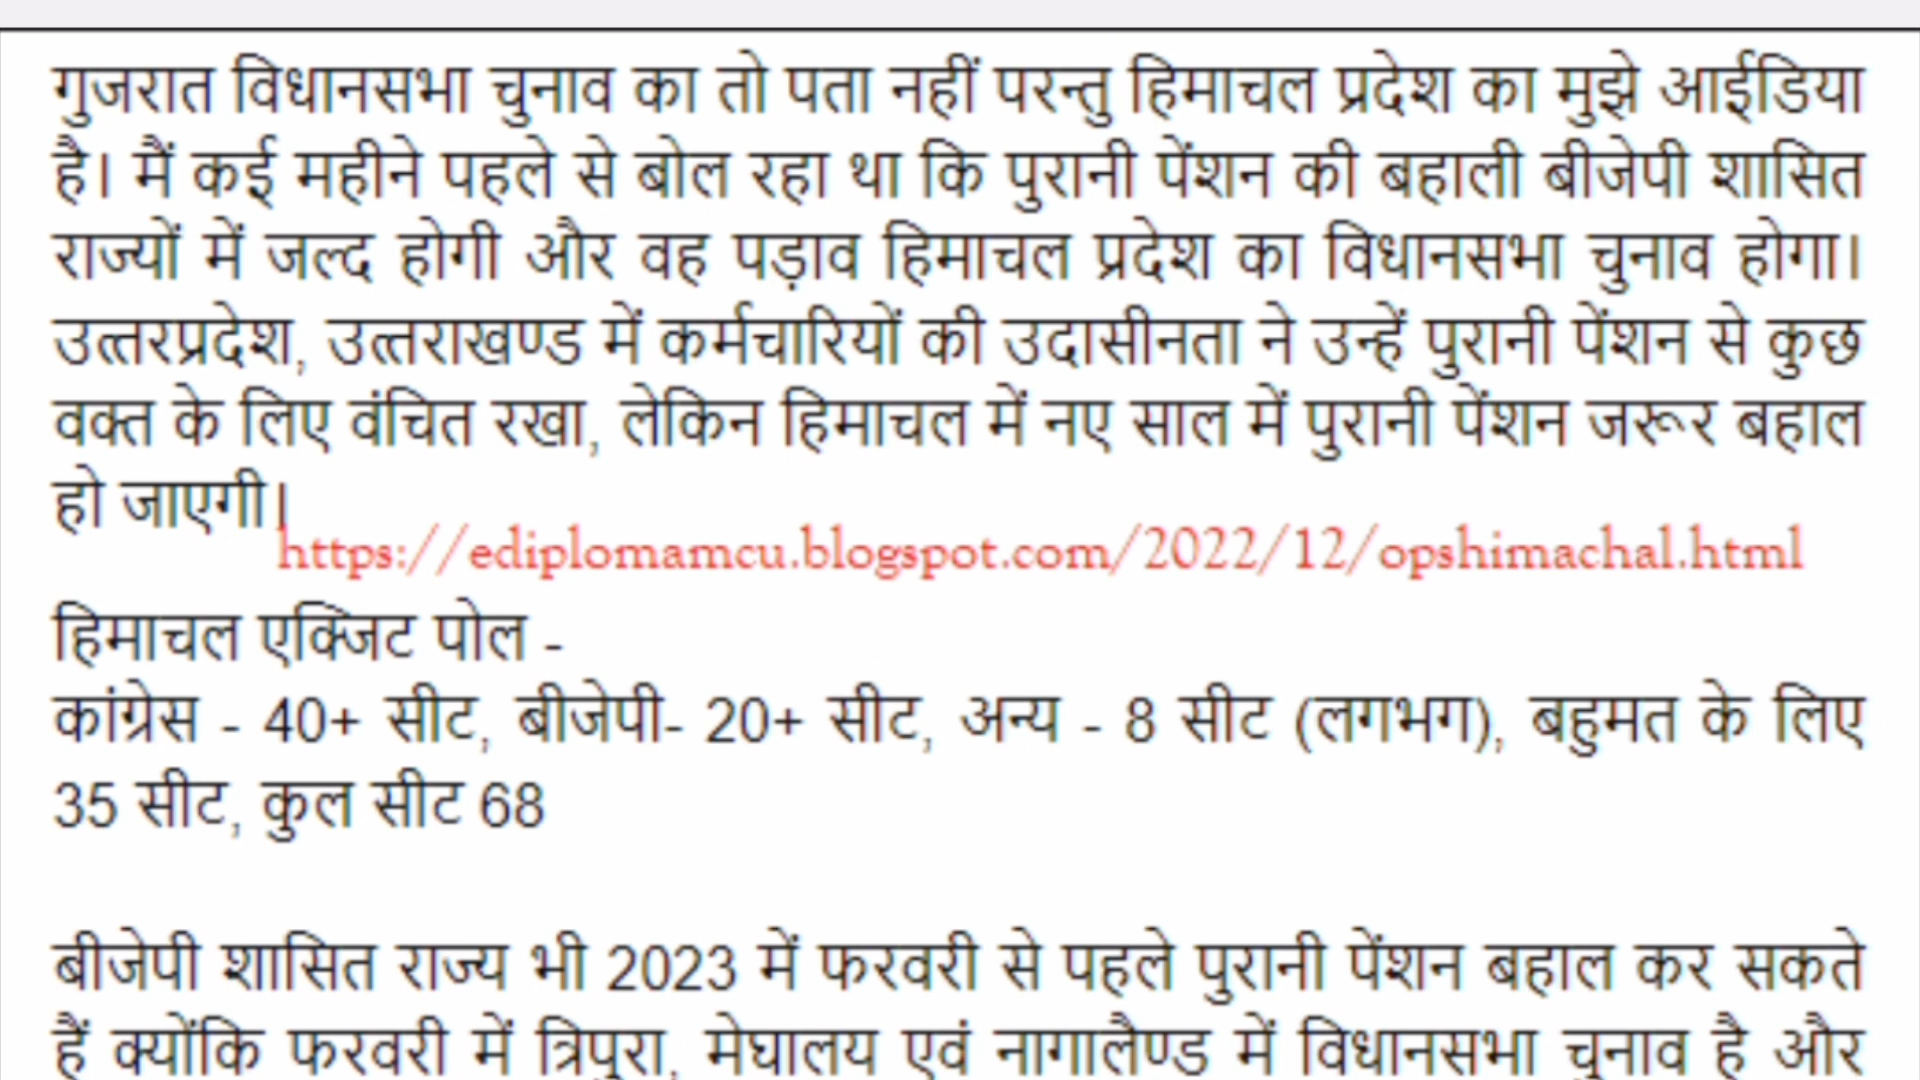 गुजरात विधानसभा चुनाव का तो पता नहीं परन्तु हिमाचल प्रदेश का मुझे आईडिया
है। मैं कई महीने पहले से बोल रहा था कि पुरानी पेंशन की बहाली बीजेपी शासित
राज्यों में जल्द होगी और वह पड़ाव हिमाचल प्रदेश का विधानसभा चुनाव होगा।
उत्तरप्रदेश, उत्तराखण्ड में कर्मचारियों की उदासीनता ने उन्हें पुरानी पेंशन से कुछ
वक्त के लिए वंचित रखा, लेकिन हिमाचल में नए साल में पुरानी पेंशन जरूर बहाल
हो जाएगी।
https://ediplomamcu.blogspot.com/2022/12/opshimachal.html
हिमाचल एक्जिट पोल -
कांग्रेस - 40+ सीट, बीजेपी- 20+ सीट, अन्य - 8 सीट (लगभग), बहुमत के लिए
35 सीट, कुल सीट 68
बीजेपी शासित राज्य भी 2023 में फरवरी से पहले पुरानी पेंशन बहाल कर सकते
हैं क्योंकि फरवरी में त्रिपुरा, मेघालय एवं नागालैण्ड में विधानसभा चुनाव है और